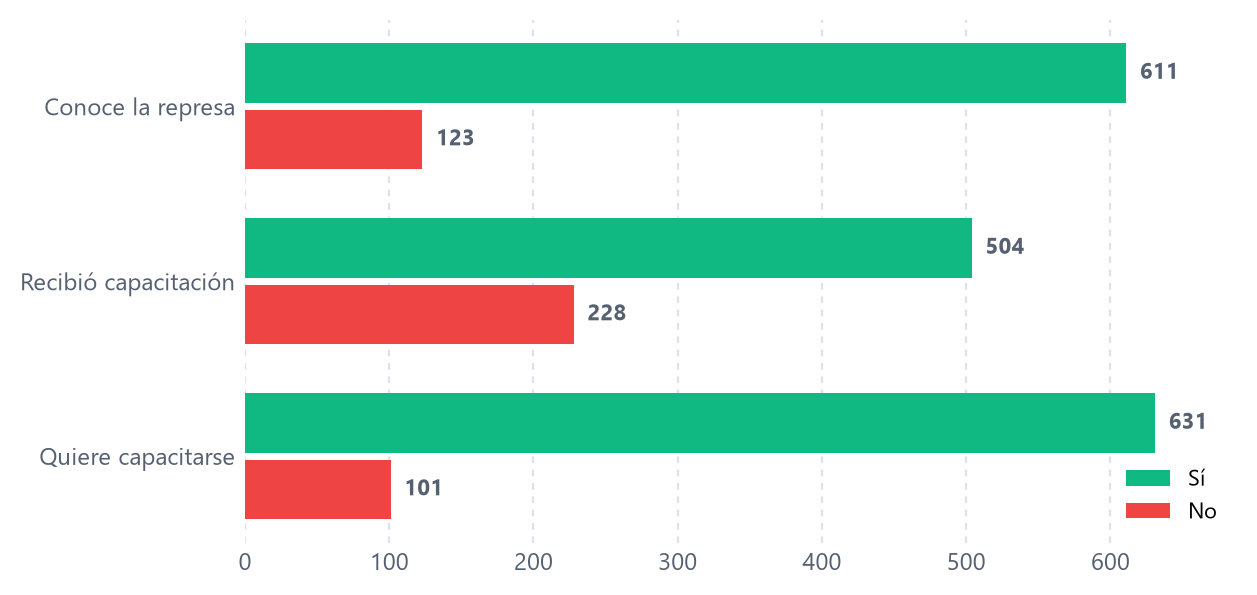 Conoce la represa
611
123
Recibió capacitación
504
228
Quiere capacitarse
631
101
Sí
No
0 100 200 300 400 500 600